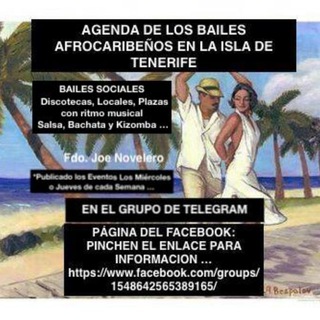 AGENDA DE LOS BAILES
AFROCARIBEÑOS EN LA ISLA DE
TENERIFE
BAILES SOCIALES
Discotecas, Locales, Plazas
con ritmo musical
Salsa, Bachata y Kizomba ...
Fdo. Joe Novelero
*Publicado los Eventos Los Miércoles
o Jueves de cada Semana ...
EN EL GRUPO DE TELEGRAM
PÁGINA DEL FACEBOOK:
PINCHEN EL ENLACE PARA
INFORMACION ...
https://www.facebook.com/groups/
1548642565389165/